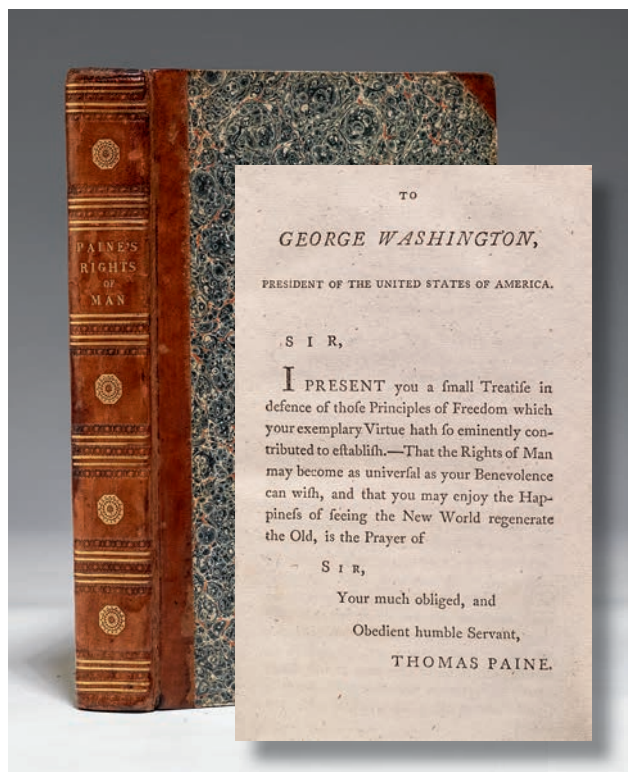 PAINE'S
RIGHTS
OF
MAN
TO
GEORGE WASHINGTON,
PRESIDENT OF THE UNITED STATES OF AMERICA.
SIR,
I PRESENT you a ſmall Treatiſe in
defence of thoſe Principles of Freedom which
your exemplary Virtue hath ſo eminently con-
tributed to eſtabliſh.—That the Rights of Man
may become as univerſal as your Benevolence
can wiſh, and that you may enjoy the Hap-
pineſs of ſeeing the New World regenerate
the Old, is the Prayer of
SIR,
Your much obliged, and
Obedient humble Servant,
THOMAS PAINE.